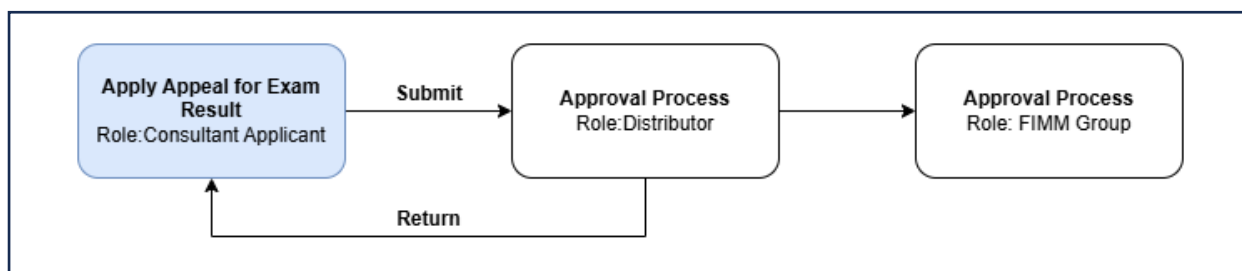 Apply Appeal for Exam
Result
Role:Consultant Applicant
Submit
Approval Process
Role:Distributor
Approval Process
Role: FIMM Group
Return